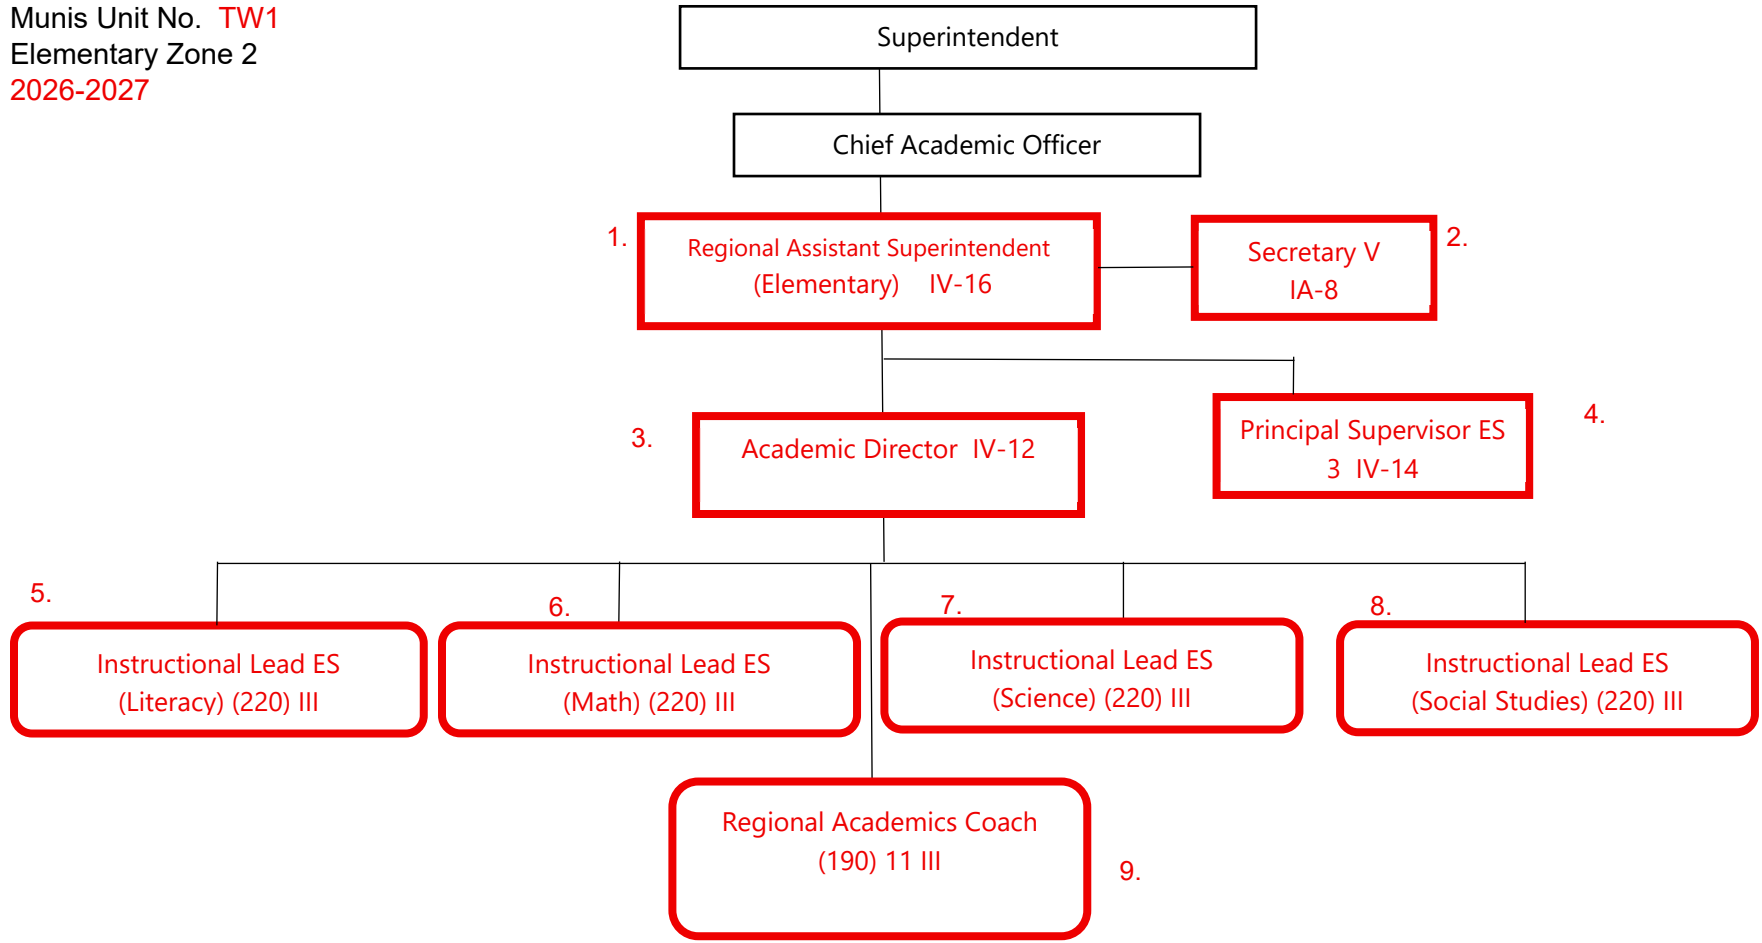 Munis Unit No. TW1
Elementary Zone 2
2026-2027
Superintendent
Chief Academic Officer
1.
Regional Assistant Superintendent
(Elementary) IV-16
Secretary V
IA-8
2.
3.
Academic Director IV-12
Principal Supervisor ES
3 IV-14
4.
5.
Instructional Lead ES
(Literacy) (220) III
6.
Instructional Lead ES
(Math) (220) III
7.
Instructional Lead ES
(Science) (220) III
8.
Instructional Lead ES
(Social Studies) (220) III
Regional Academics Coach
(190) 11 III
9.